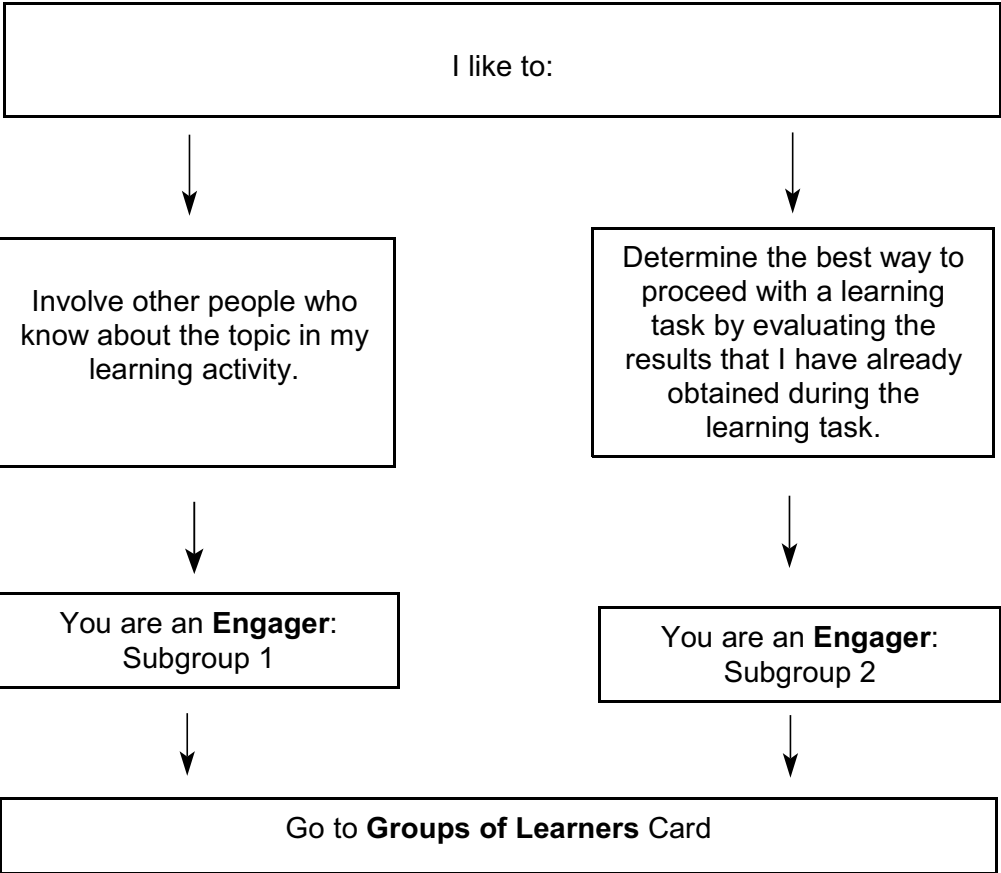 I like to:
Involve other people who
know about the topic in my
learning activity.
Determine the best way to
proceed with a learning
task by evaluating the
results that I have already
obtained during the
learning task.
You are an Engager:
Subgroup 1
You are an Engager:
Subgroup 2
Go to Groups of Learners Card